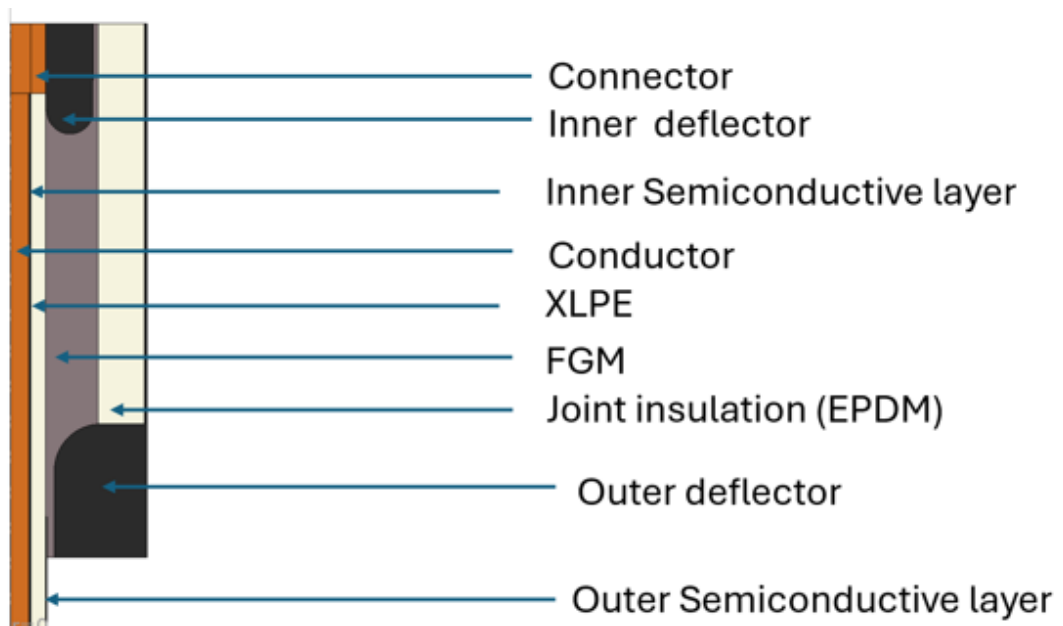 Connector
Inner deflector
Inner Semiconductive layer
Conductor
XLPE
FGM
Joint insulation (EPDM)
Outer deflector
Outer Semiconductive layer